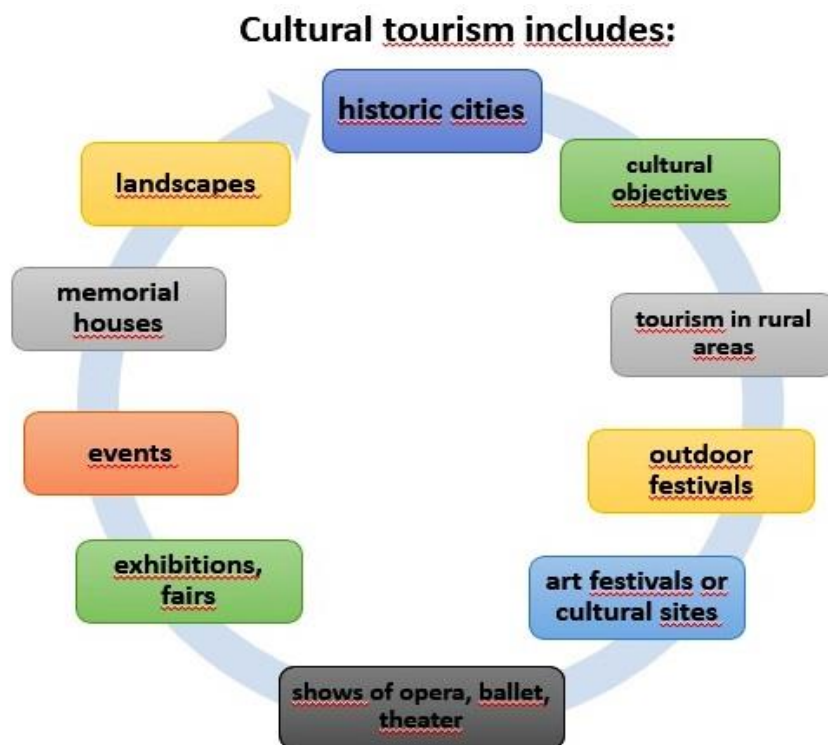 Cultural tourism includes:
historic cities
cultural
objectives
tourism in rural
areas
outdoor
festivals
art festivals or
cultural sites
shows of opera, ballet,
theater
exhibitions,
fairs
events
memorial
houses
landscapes